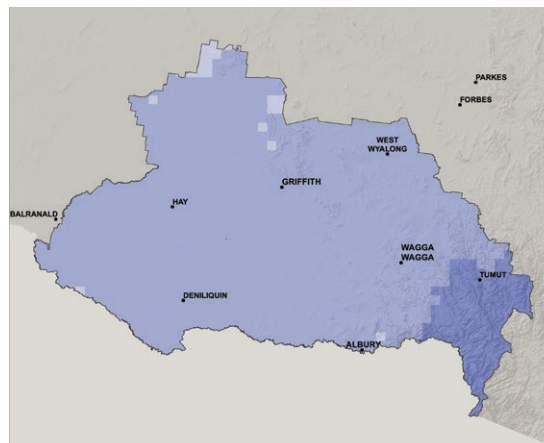 PARKES
FORBES
WEST
WYALONG
GRIFFITH
HAY
BALRANALD
WAGGA
WAGGA
TUMUT
DENILIQUIN
ALBURY